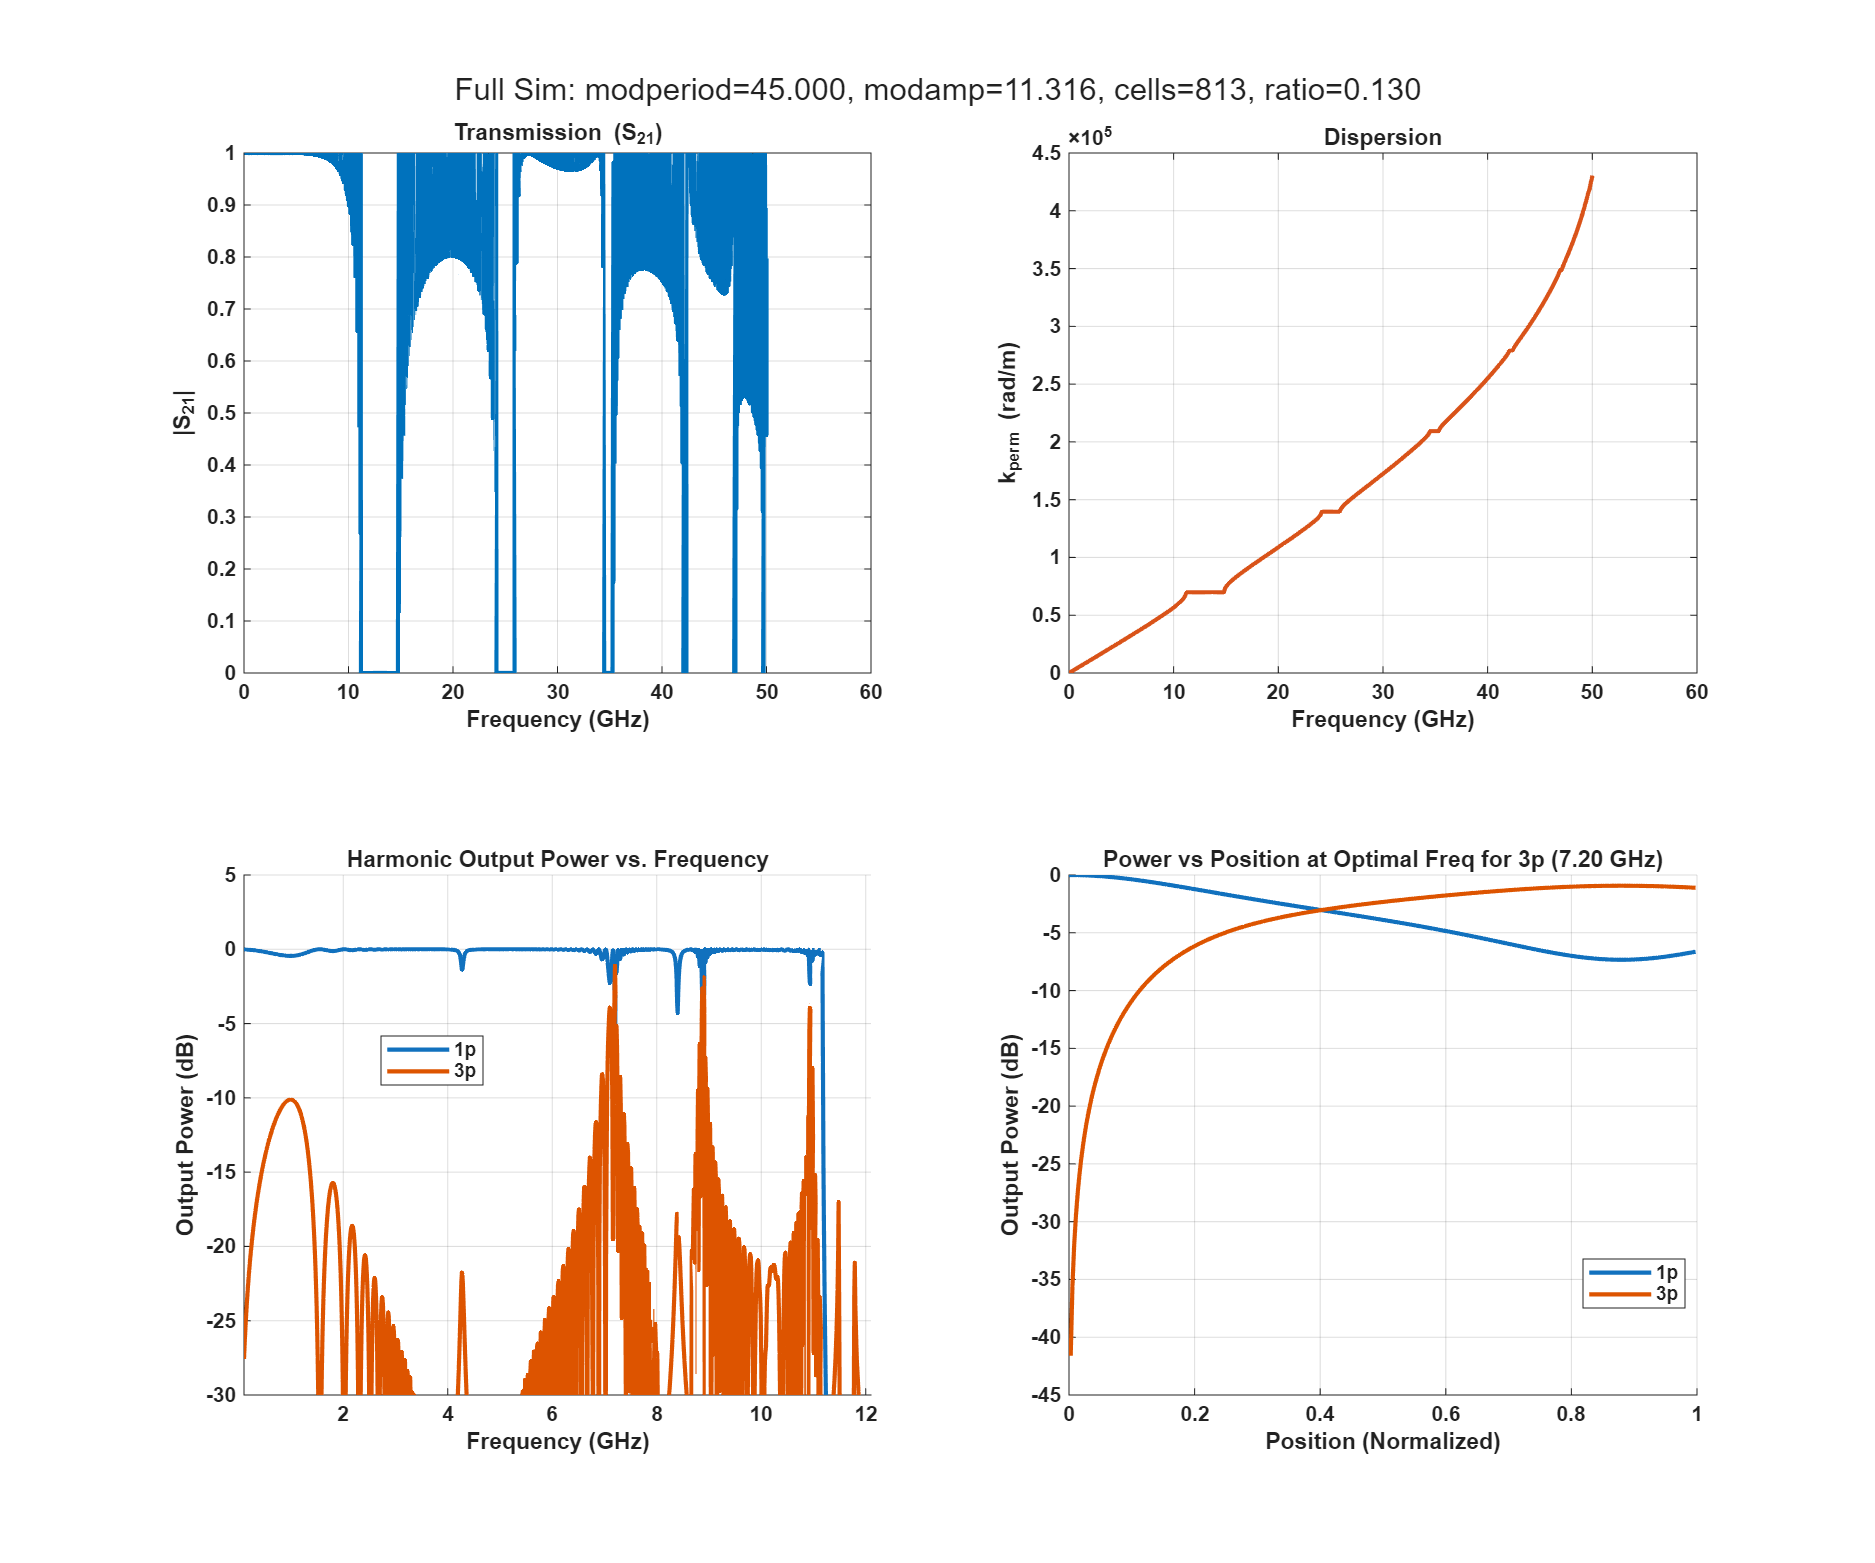 Full Sim: modperiod=45.000, modamp=11.316, cells=813, ratio=0.130
Transmission (S21)
1
0.9
0.8
0.7
0.6
0.5
0.4
0.3
0.2
0.1
0
|S21|
0 10 20 30 40 50 60
Frequency (GHz)
×10^5
Dispersion
4.5
4
3.5
3
2.5
2
1.5
1
0.5
0
kperm (rad/m)
0 10 20 30 40 50 60
Frequency (GHz)
Harmonic Output Power vs. Frequency
5
0
-5
-10
-15
-20
-25
-30
Output Power (dB)
1p
3p
2 4 6 8 10 12
Frequency (GHz)
Power vs Position at Optimal Freq for 3p (7.20 GHz)
0
-5
-10
-15
-20
-25
-30
-35
-40
-45
Output Power (dB)
1p
3p
0 0.2 0.4 0.6 0.8 1
Position (Normalized)